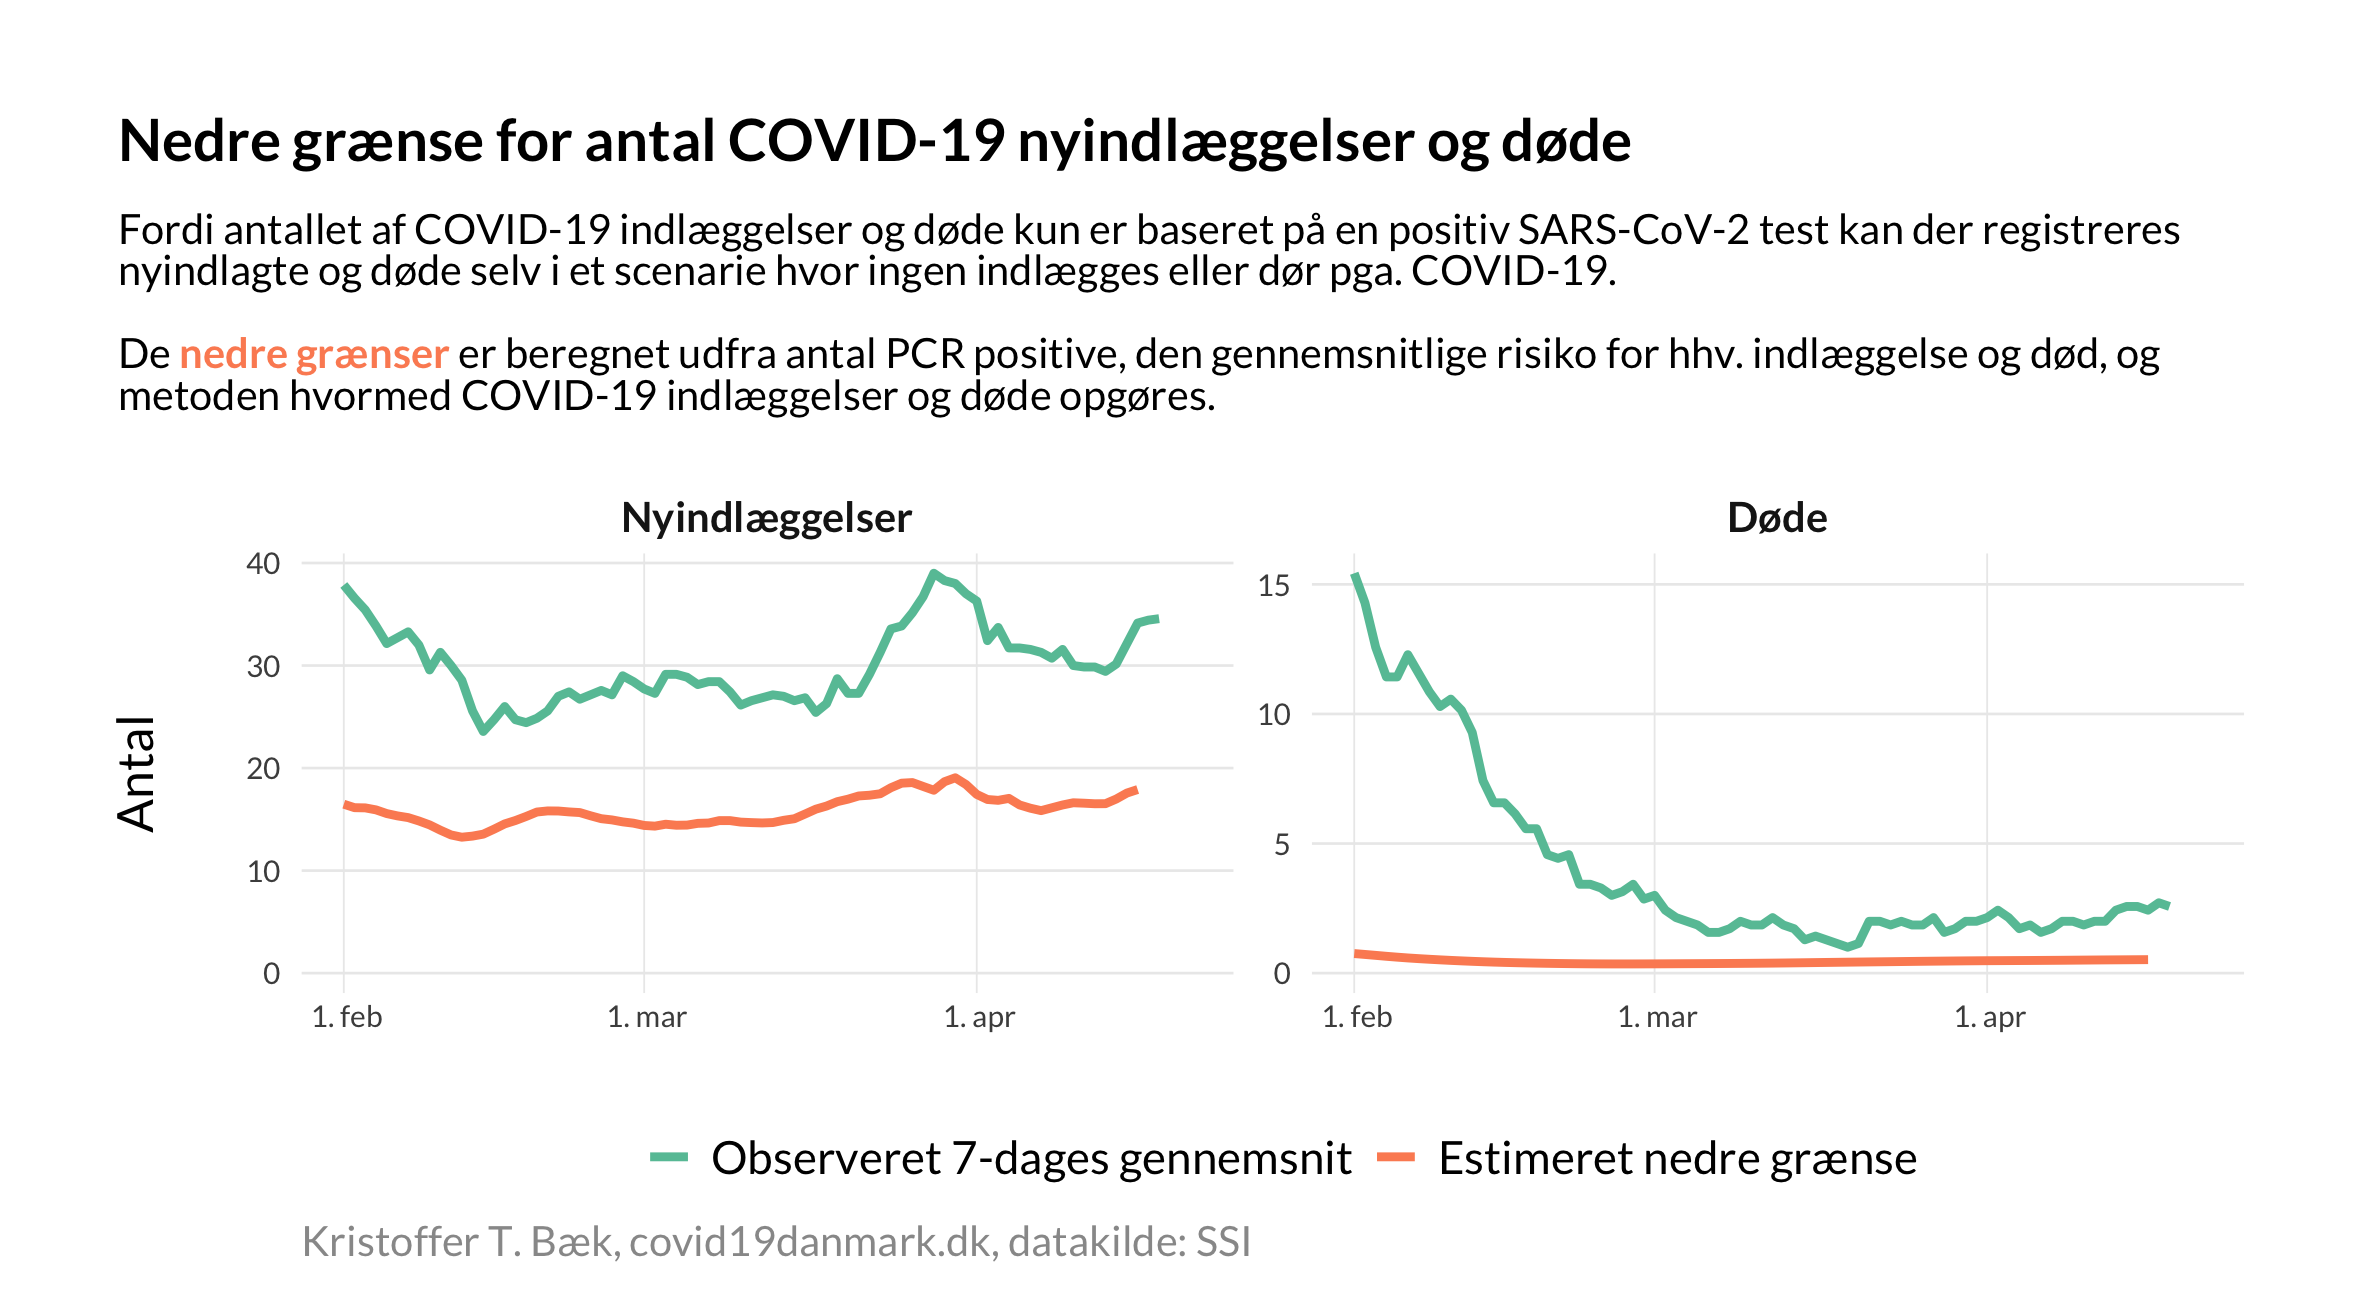 Nedre grænse for antal COVID-19 nyindlæggelser og døde
Fordi antallet af COVID-19 indlæggelser og døde kun er baseret på en positiv SARS-CoV-2 test kan der registreres
nyindlagte og døde selv i et scenarie hvor ingen indlægges eller dør pga. COVID-19.
De nedre grænser er beregnet udfra antal PCR positive, den gennemsnitlige risiko for hhv. indlæggelse og død, og
metoden hvormed COVID-19 indlæggelser og døde opgøres.
Nyindlæggelser
Antal
40
30
20
10
0
1. feb
1. mar
1. apr
Døde
15
10
5
0
1. feb
1. mar
1. apr
Observeret 7-dages gennemsnit
Estimeret nedre grænse
Kristoffer T. Bæk, covid19danmark.dk, datakilde: SSI